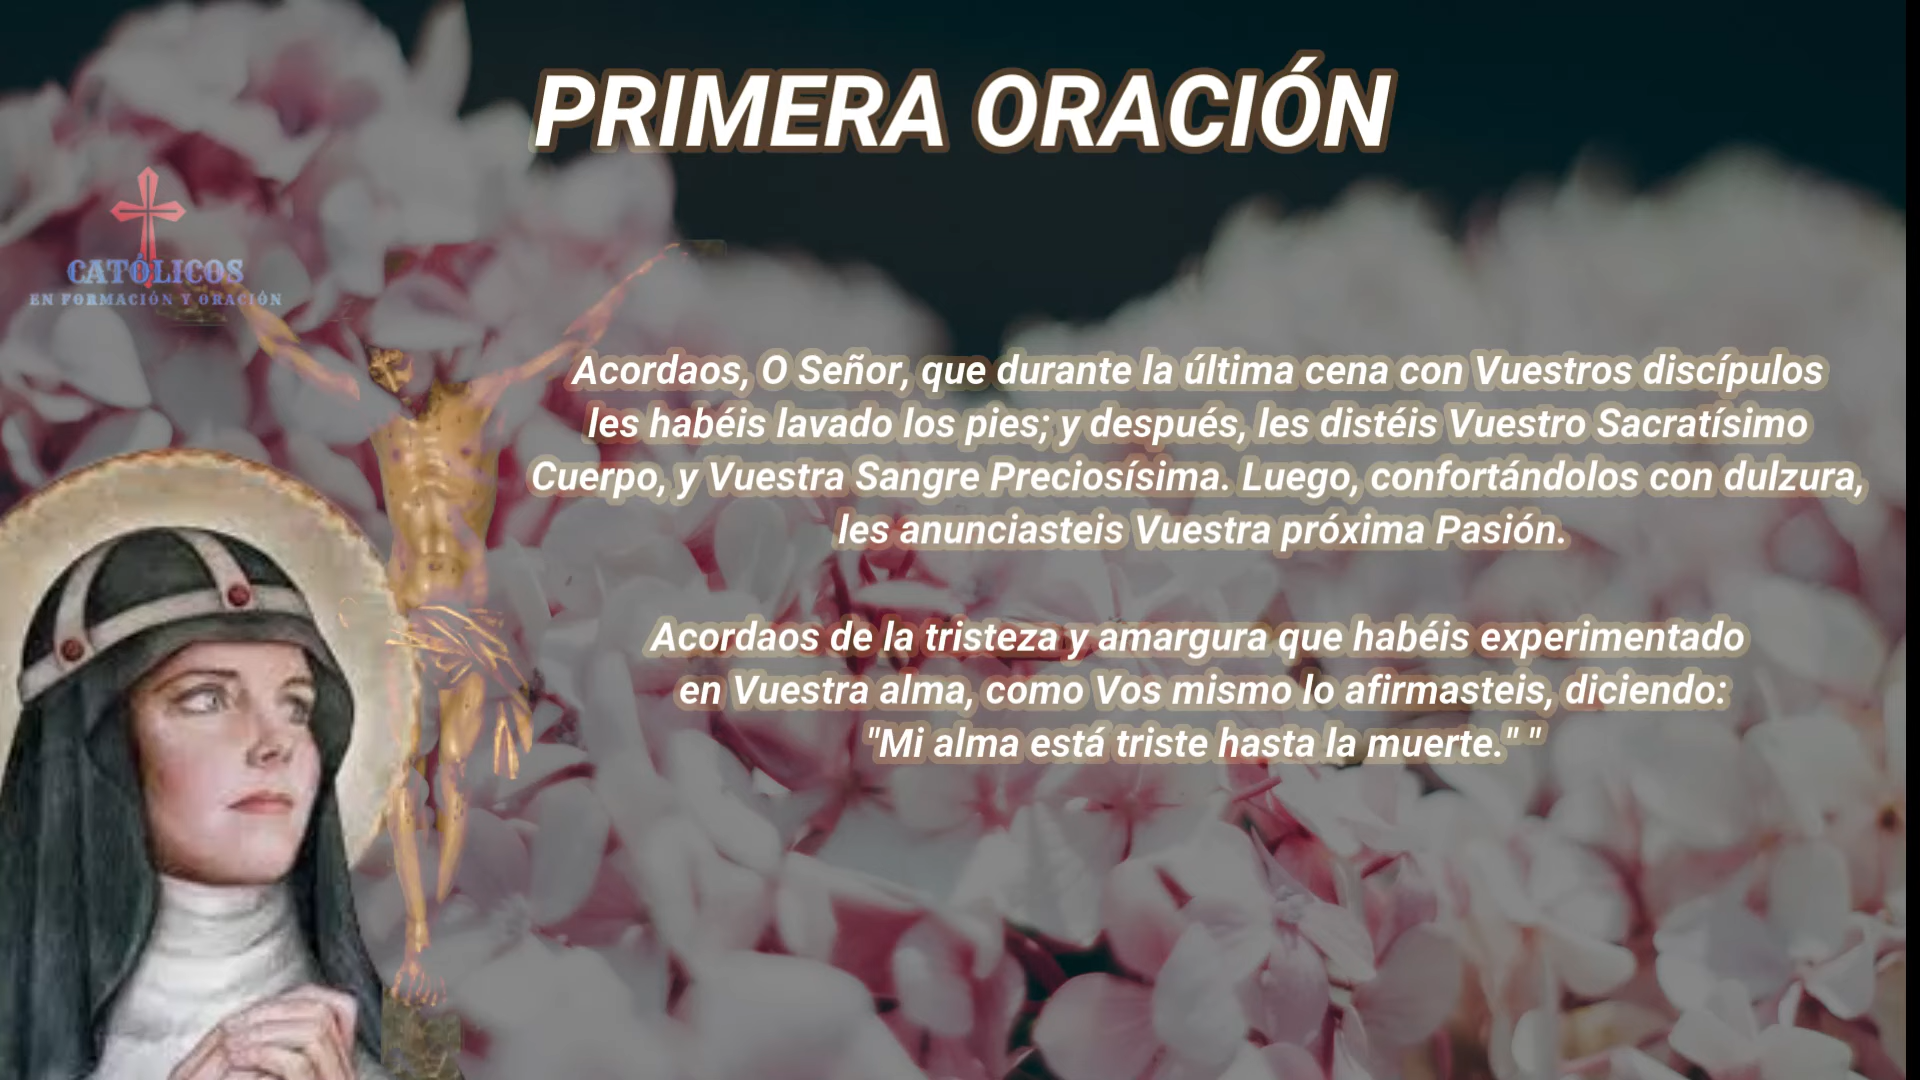 PRIMERA ORACIÓN
CATÓLICOS
EN FORMACIÓN Y ORACIÓN
Acordaos, O Señor, que durante la última cena con Vuestros discípulos
les habéis lavado los pies; y después, les distéis Vuestro Sacratísimo
Cuerpo, y Vuestra Sangre Preciosísima. Luego, confortándolos con dulzura,
les anunciasteis Vuestra próxima Pasión.
Acordaos de la tristeza y amargura que habéis experimentado
en Vuestra alma, como Vos mismo lo afirmasteis, diciendo:
"Mi alma está triste hasta la muerte." "